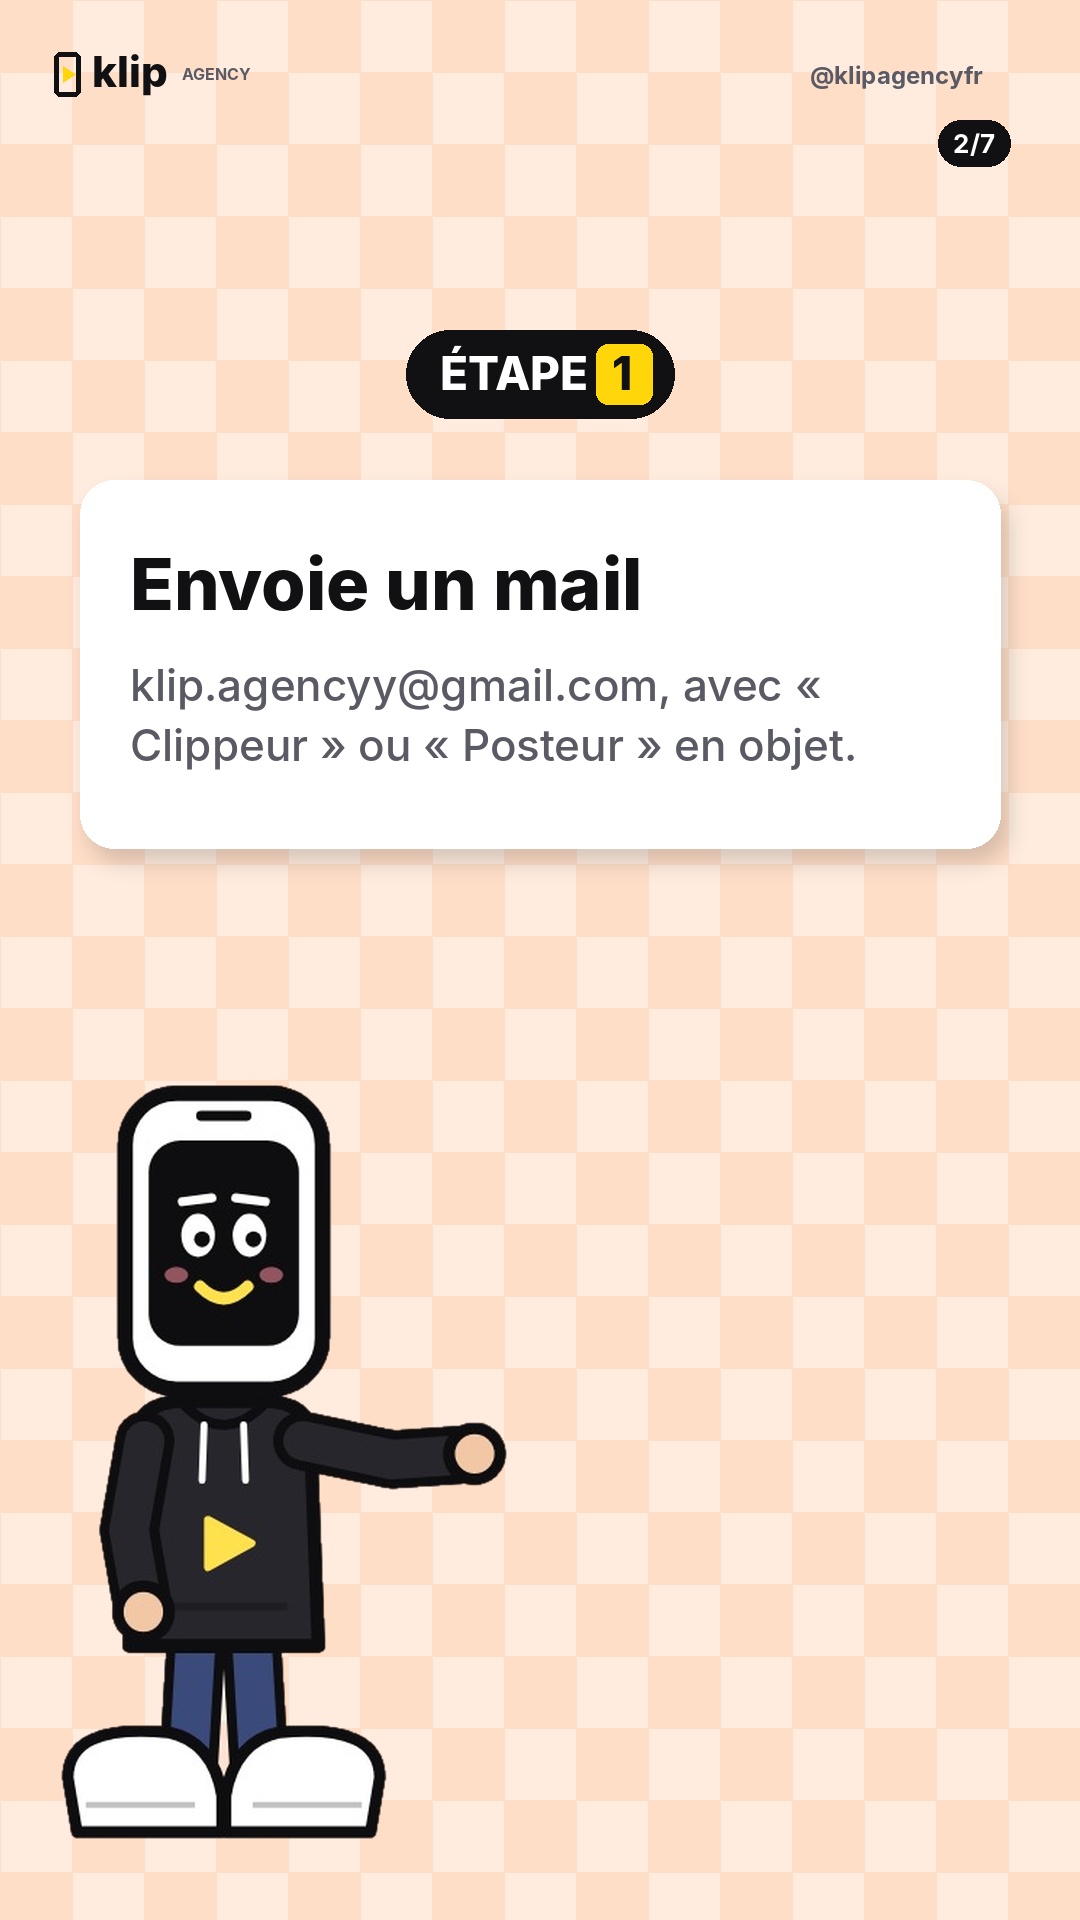 klip AGENCY
@klipagencyfr
2/7
ÉTAPE 1
Envoie un mail
klip.agencyy@gmail.com, avec «
Clippeur » ou « Posteur » en objet.